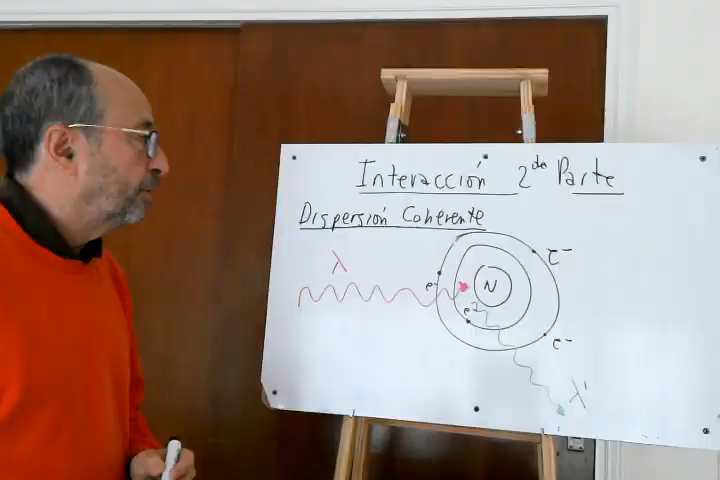 Interacción 2da Parte
Dispersión Coherente
λ
e-
e-
N
e-
e-
λ'